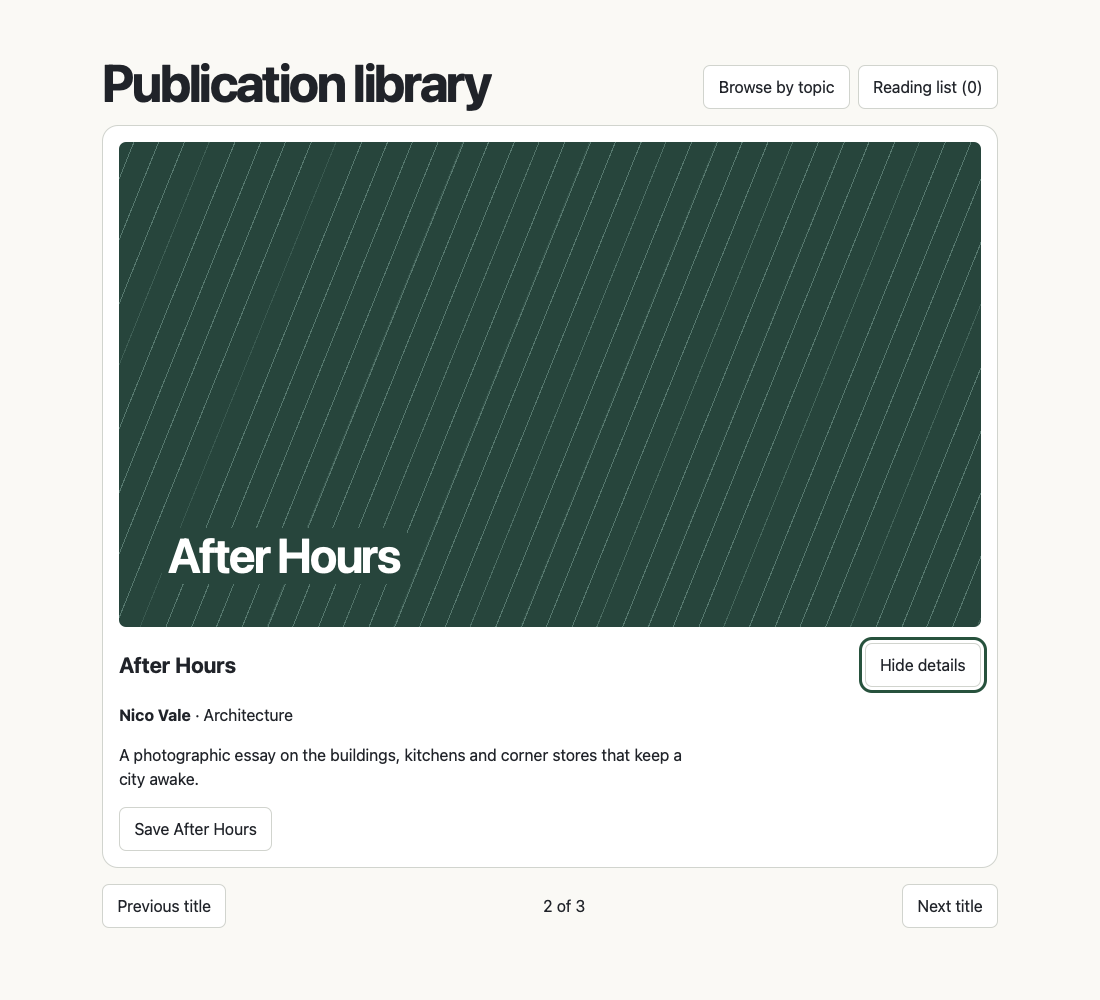 Publication library
Browse by topic
Reading list (0)
After Hours
After Hours
Hide details
Nico Vale · Architecture
A photographic essay on the buildings, kitchens and corner stores that keep a
city awake.
Save After Hours
Previous title
2 of 3
Next title